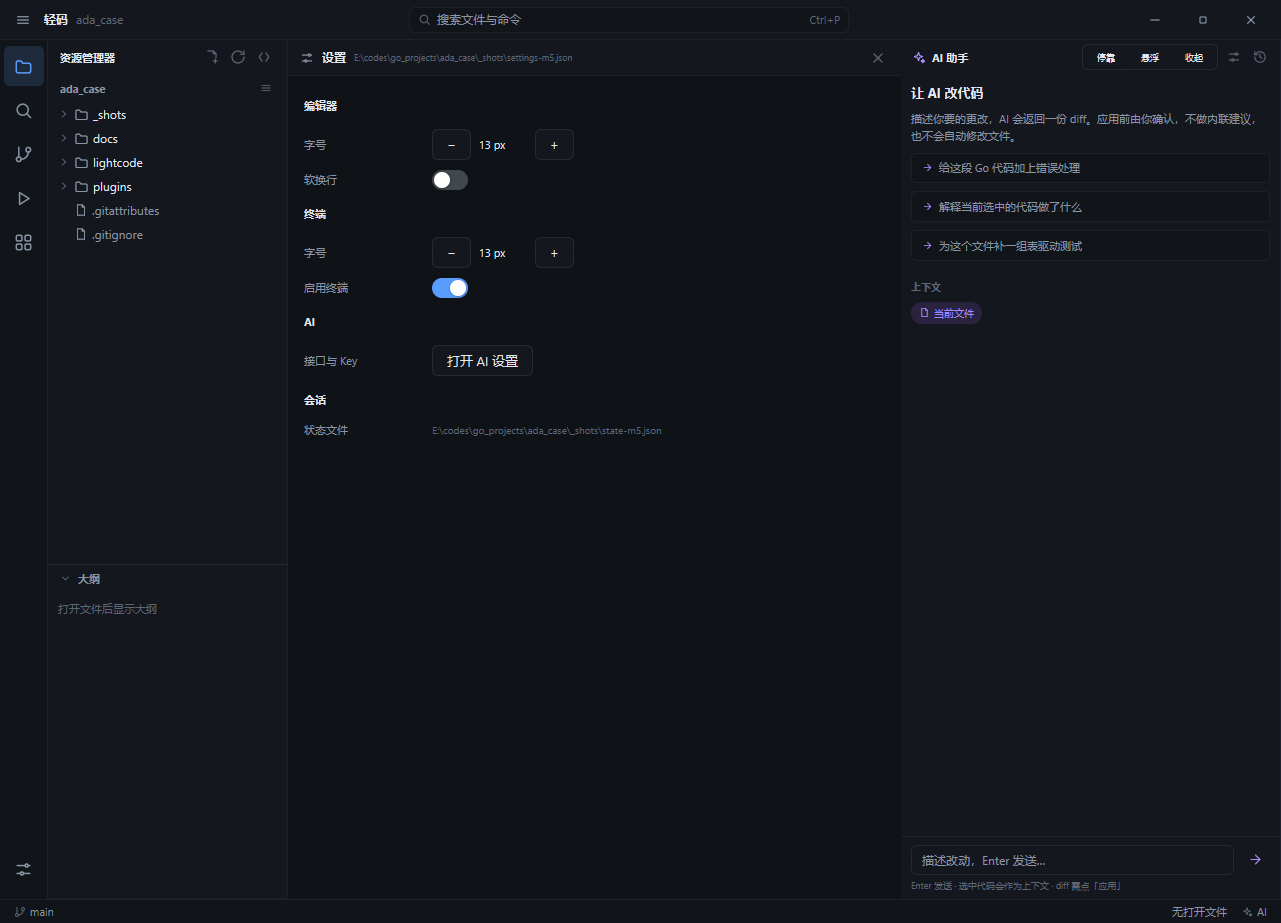 轻码 ada_case 搜索文件与命令 Ctrl+P
资源管理器
ada_case
_shots
docs
lightcode
plugins
.gitattributes
.gitignore
大纲
打开文件后显示大纲
设置 E:\codes\go_projects\ada_case\_shots\settings-m5.json
编辑器
字号 − 13 px +
软换行
终端
字号 − 13 px +
启用终端
AI
接口与 Key 打开 AI 设置
会话
状态文件 E:\codes\go_projects\ada_case\_shots\state-m5.json
AI 助手 停靠 悬浮 收起
让 AI 改代码
描述你要的更改，AI 会返回一份 diff。应用前由你确认，不做内联建议，
也不会自动修改文件。
给这段 Go 代码加上错误处理
解释当前选中的代码做了什么
为这个文件补一组表驱动测试
上下文
当前文件
描述改动，Enter 发送...
Enter 发送 · 选中代码会作为上下文 · diff 需点「应用」
main 无打开文件 AI